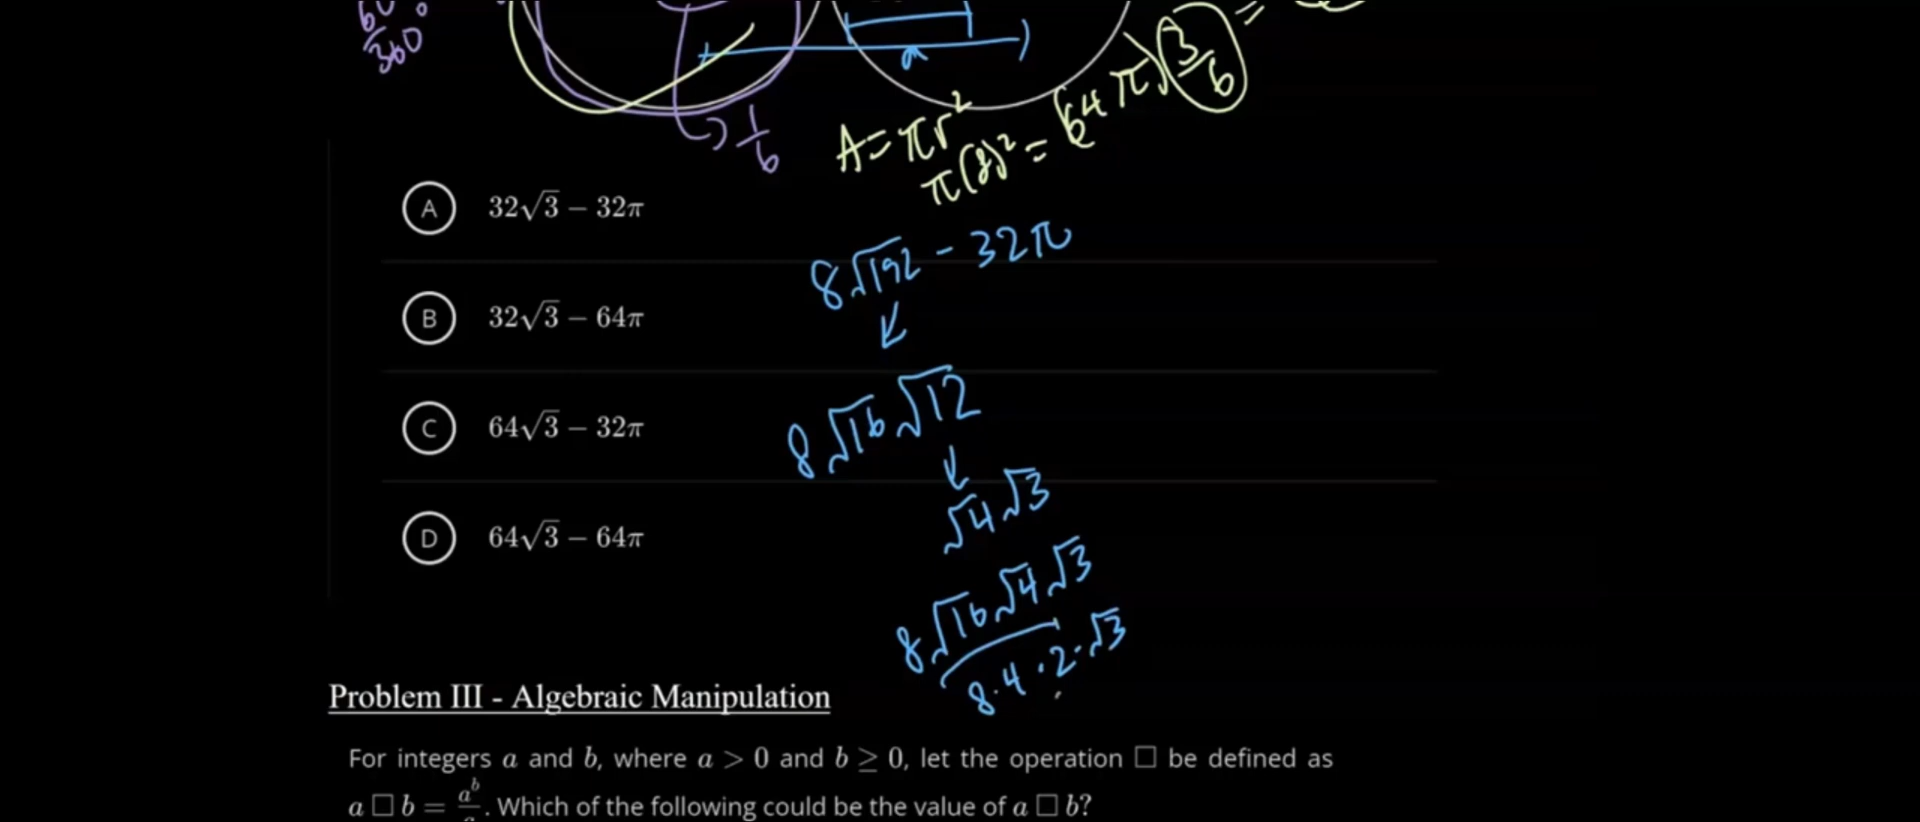 60
360
1/6
A = πr²
π(8)² = 64π(3/6) =
A 32√3 − 32π
8√192 - 32π
B 32√3 − 64π
8√16 √12
C 64√3 − 32π
√4 √3
D 64√3 − 64π
8√16 √4 √3
8·4·2·√3
Problem III - Algebraic Manipulation
For integers a and b, where a > 0 and b ≥ 0, let the operation □ be defined as
a □ b = aᵇ/ . Which of the following could be the value of a □ b?